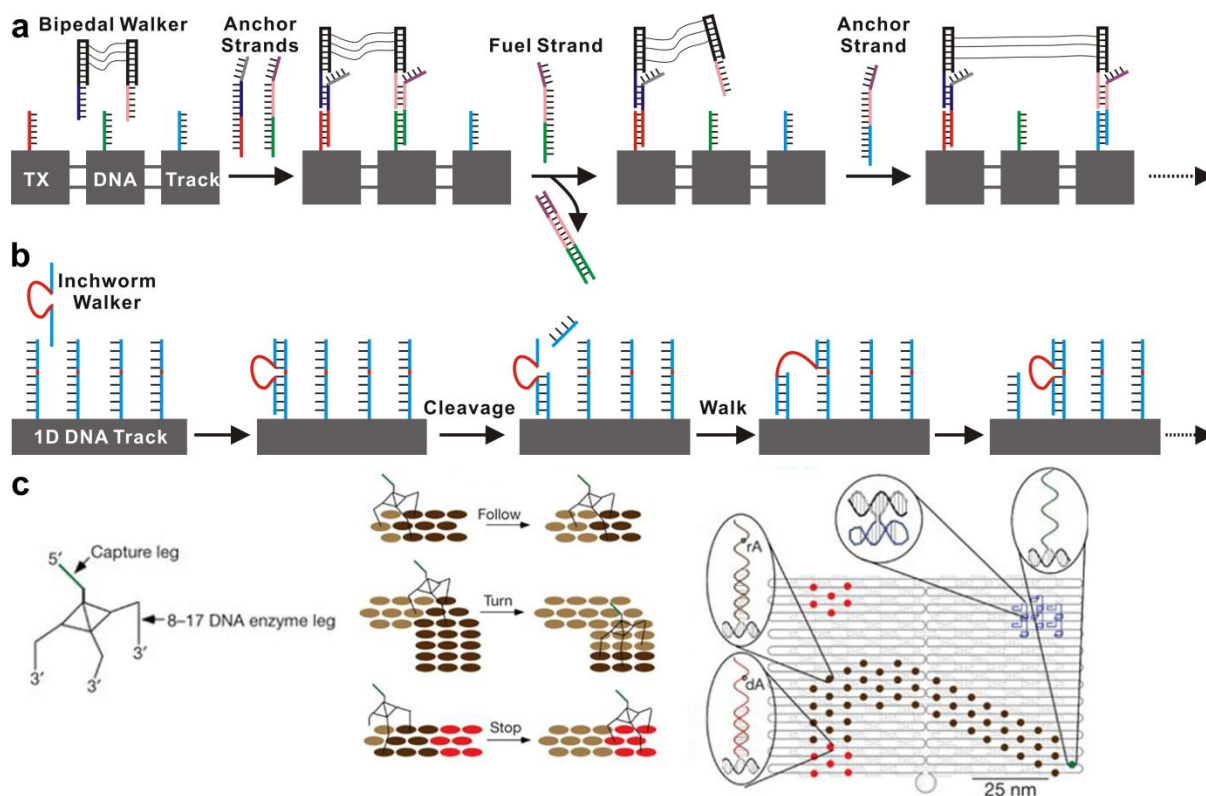 a
Bipedal Walker
Anchor
Strands
Fuel Strand
Anchor
Strand
TX DNA Track
b
Inchworm
Walker
Cleavage
Walk
1D DNA Track
c
5′
Capture leg
8–17 DNA enzyme leg
3′
3′
3′
Follow
Turn
Stop
rA
dA
25 nm